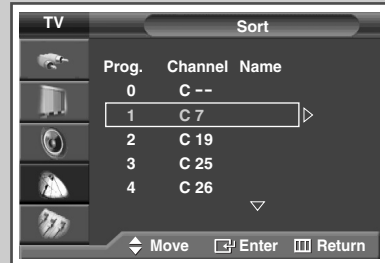 TV Sort
Prog. Channel Name
0 C --
1 C 7
2 C 19
3 C 25
4 C 26
Move Enter Return